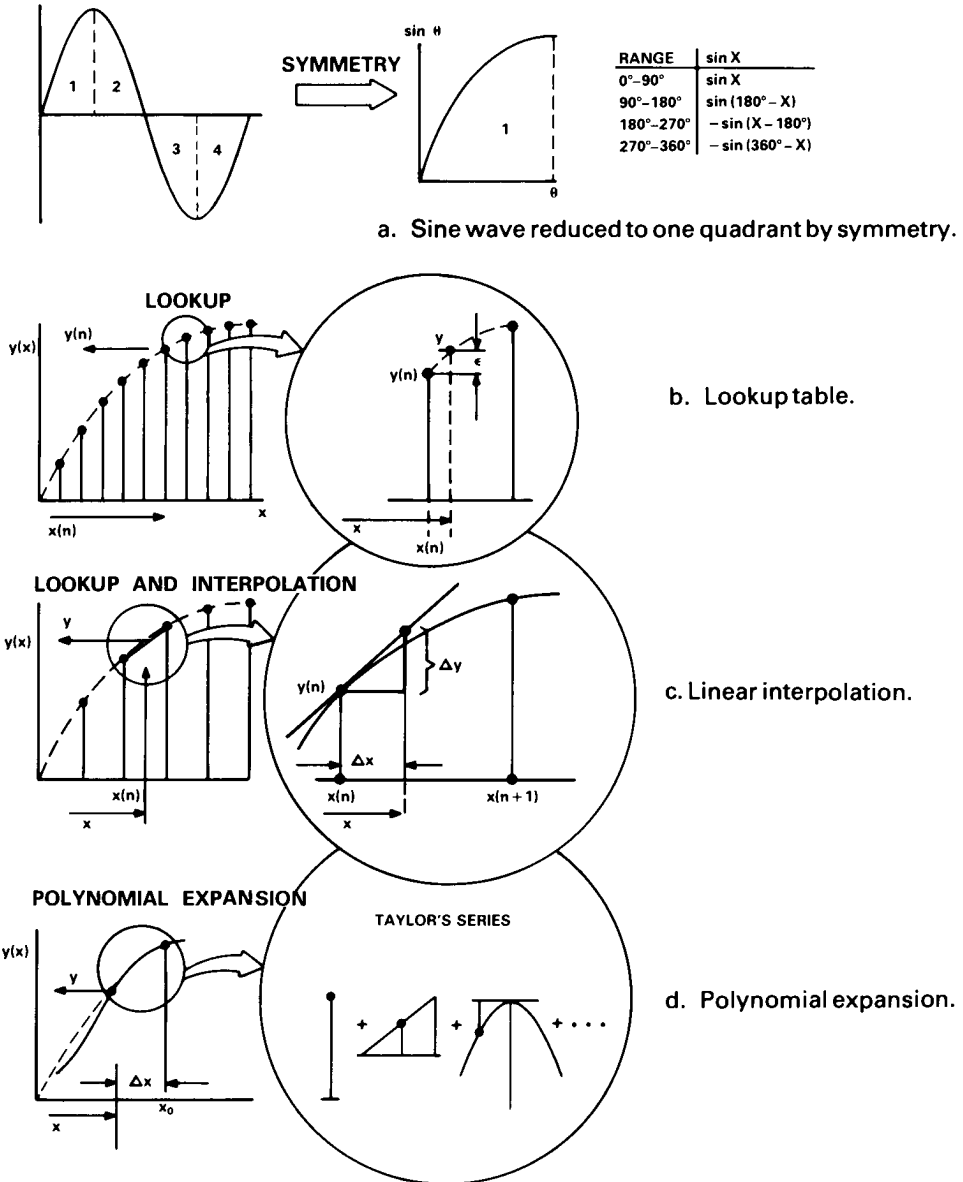 sin θ
SYMMETRY
1 2
3 4
1
θ
RANGE sin X
0°–90° sin X
90°–180° sin (180° – X)
180°–270° – sin (X – 180°)
270°–360° – sin (360° – X)
a. Sine wave reduced to one quadrant by symmetry.
LOOKUP
y(x)
y(n)
x(n)
x
y
y(n)
ϵ
x
x(n)
b. Lookup table.
LOOKUP AND INTERPOLATION
y(x)
y
x(n)
x
y(n)
Δy
Δx
x(n)
x(n + 1)
x
c. Linear interpolation.
POLYNOMIAL EXPANSION
y(x)
y
Δx
x₀
x
TAYLOR'S SERIES
+ + + • • •
d. Polynomial expansion.